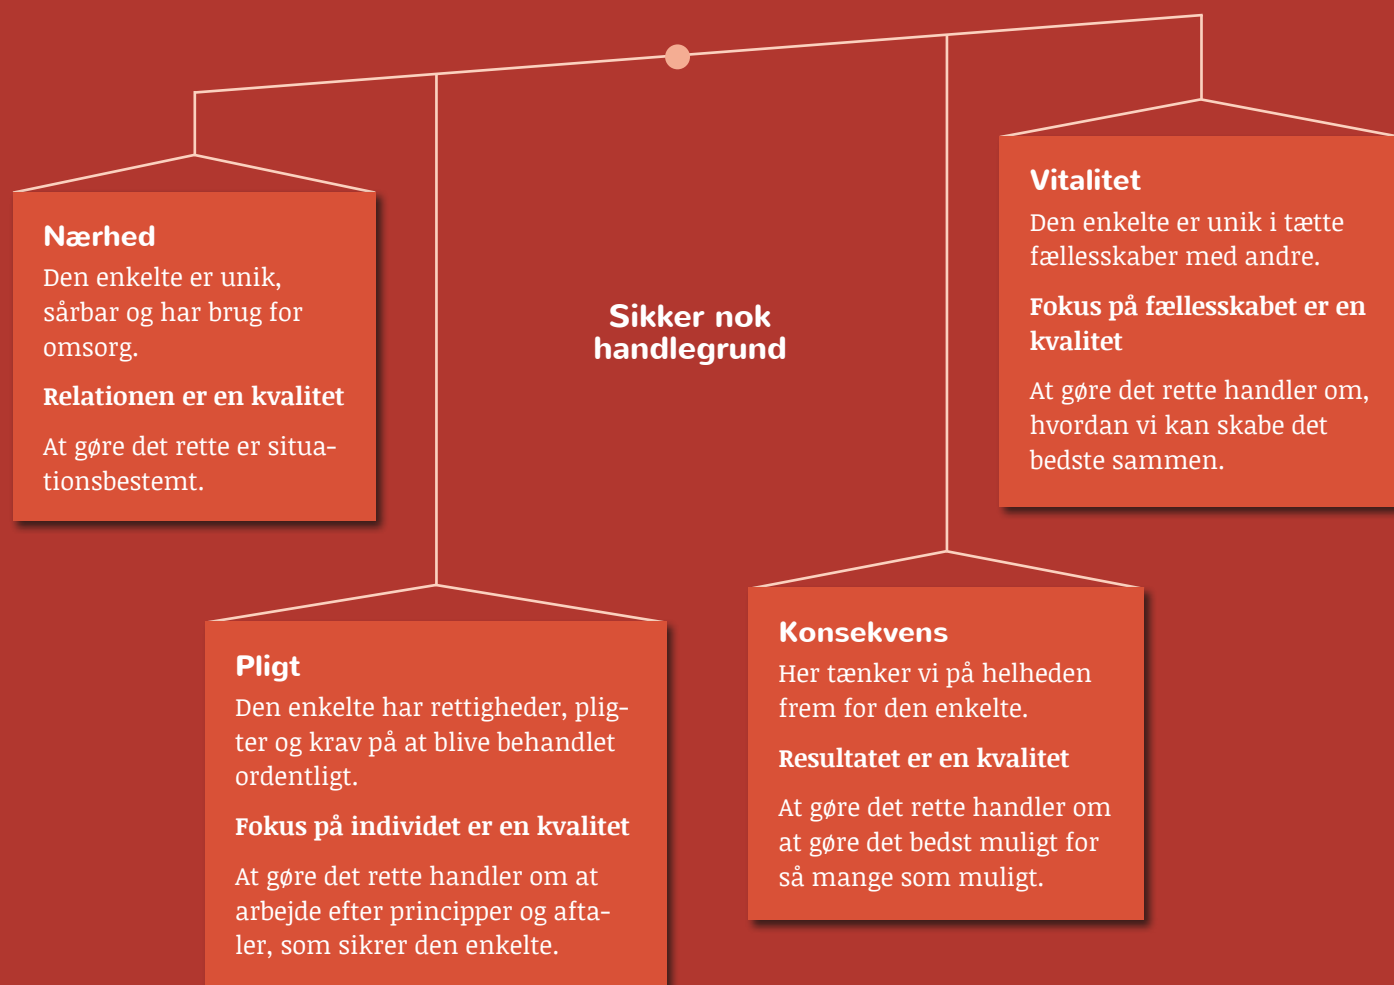 Nærhed
Den enkelte er unik,
sårbar og har brug for
omsorg.
Relationen er en kvalitet
At gøre det rette er situa-
tionsbestemt.
Sikker nok
handlegrund
Vitalitet
Den enkelte er unik i tætte
fællesskaber med andre.
Fokus på fællesskabet er en
kvalitet
At gøre det rette handler om,
hvordan vi kan skabe det
bedste sammen.
Pligt
Den enkelte har rettigheder, plig-
ter og krav på at blive behandlet
ordentligt.
Fokus på individet er en kvalitet
At gøre det rette handler om at
arbejde efter principper og afta-
ler, som sikrer den enkelte.
Konsekvens
Her tænker vi på helheden
frem for den enkelte.
Resultatet er en kvalitet
At gøre det rette handler om
at gøre det bedst muligt for
så mange som muligt.